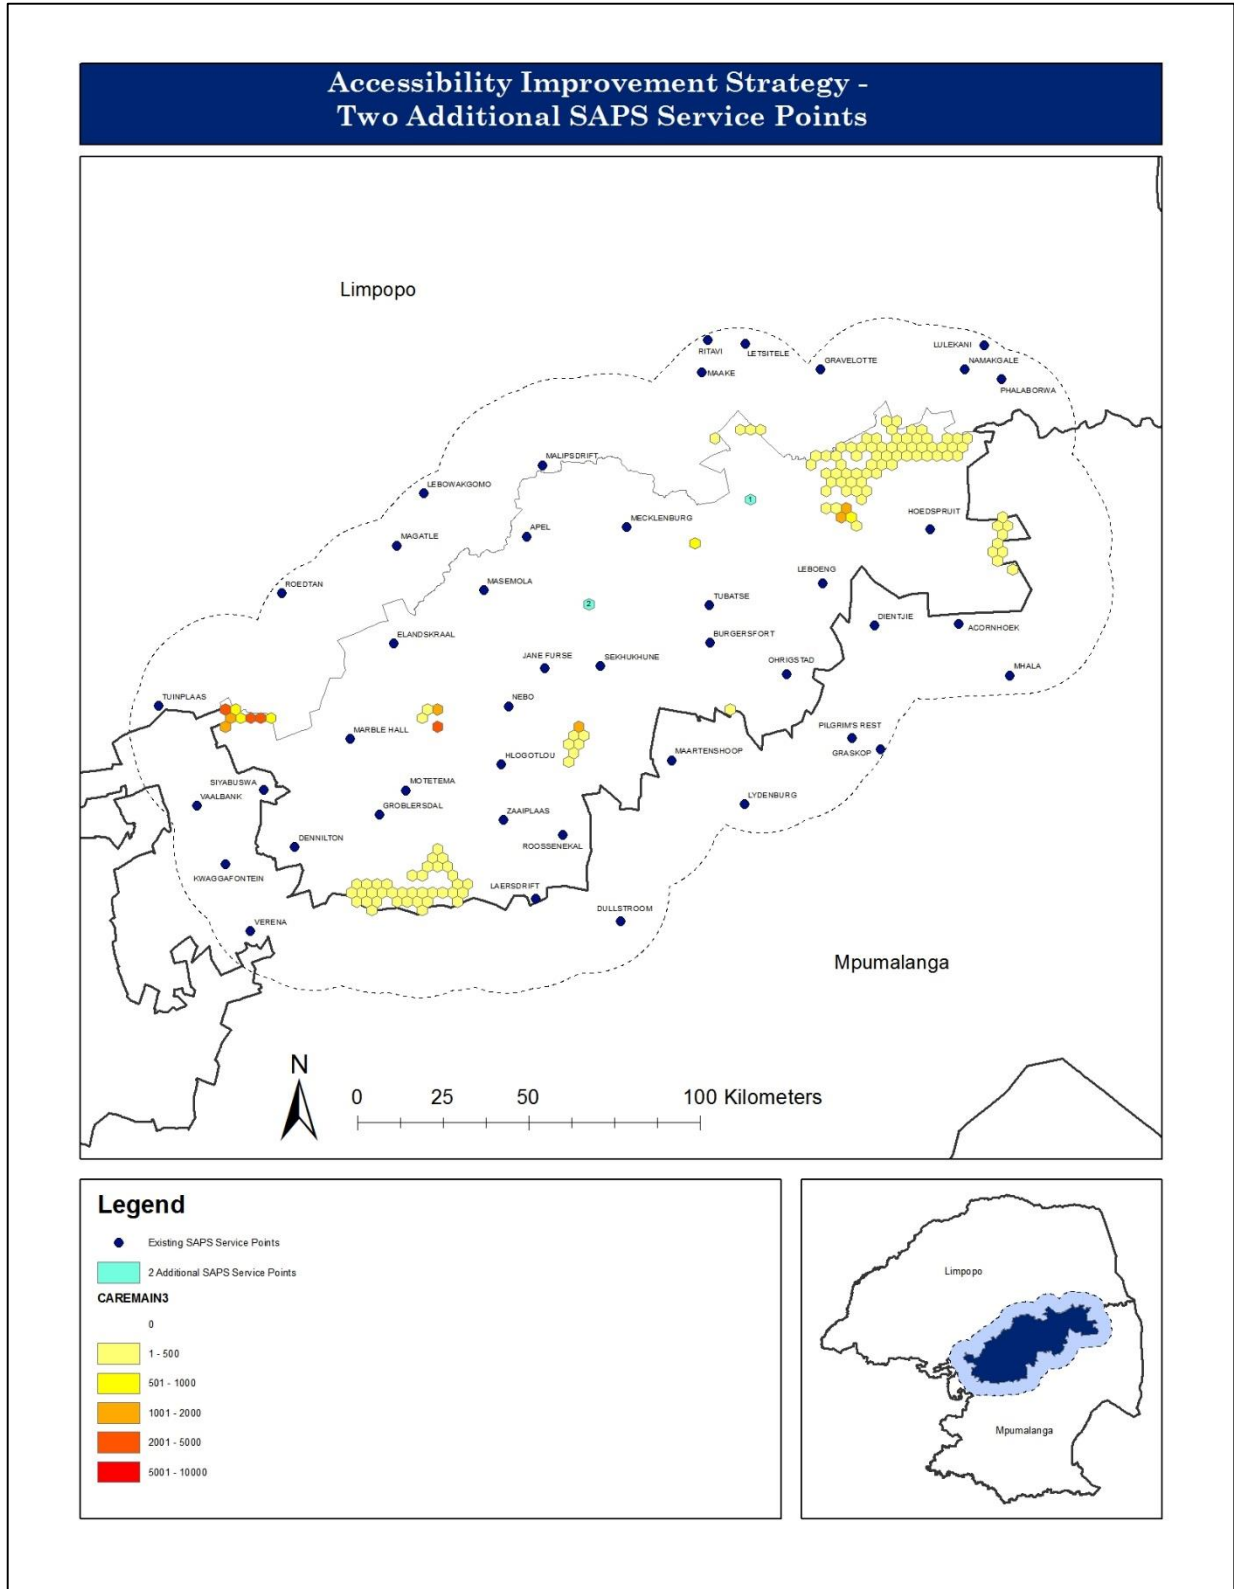 Accessibility Improvement Strategy -
Two Additional SAPS Service Points
Limpopo
RITAVI
LETSITELE
MAAKE
GRAVELOTTE
LULEKANI
NAMAKGALE
PHALABORWA
MALIPSDRIFT
LEBOWAKGOMO
1
MECKLENBURG
HOEDSPRUIT
APEL
MAGATLE
ROEDTAN
MASEMOLA
LEBOENG
2
TUBATSE
DIENTJIE
ACORNHOEK
ELANDSKRAAL
BURGERSFORT
JANE FURSE
SEKHUKHUNE
OHRIGSTAD
MHALA
TUINPLAAS
NEBO
MARBLE HALL
PILGRIM'S REST
GRASKOP
MAARTENSHOOP
HLOGOTLOU
SIYABUSWA
VAALBANK
MOTETEMA
GROBLERSDAL
LYDENBURG
ZAAIPLAAS
ROOSSENEKAL
DENNILTON
KWAGGAFONTEIN
LAERSDRIFT
DULLSTROOM
VERENA
Mpumalanga
N
0 25 50 100 Kilometers
Legend
Existing SAPS Service Points
2 Additional SAPS Service Points
CAREMAIN3
0
1 - 500
501 - 1000
1001 - 2000
2001 - 5000
5001 - 10000
Limpopo
Mpumalanga